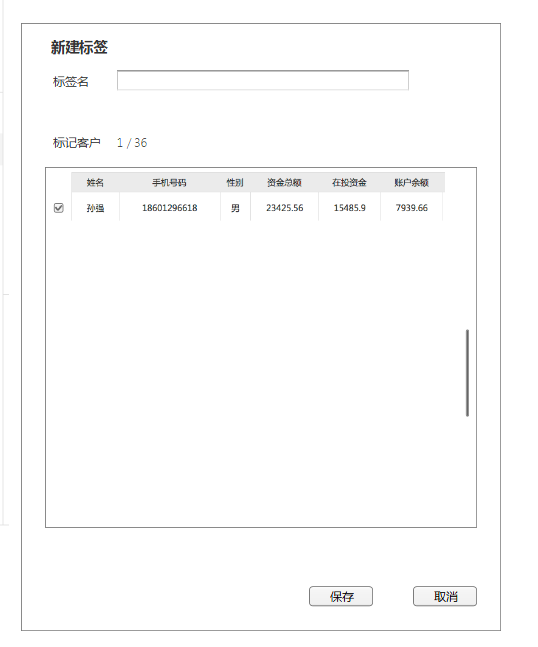 新建标签
标签名
标记客户 1 / 36
姓名 手机号码 性别 资金总额 在投资金 账户余额
孙强 18601296618 男 23425.56 15485.9 7939.66
保存 取消